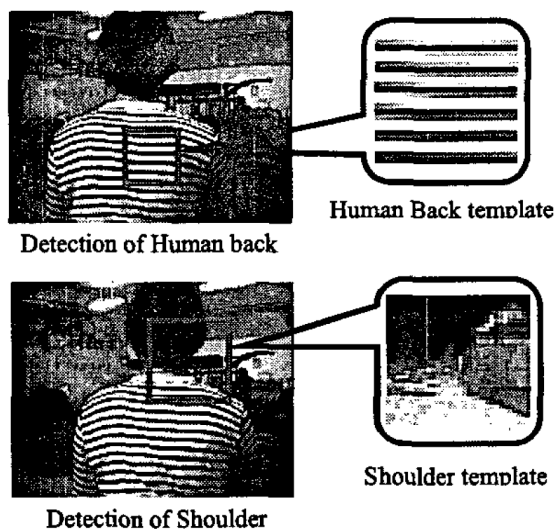 Human Back template
Detection of Human back
Shoulder template
Detection of Shoulder